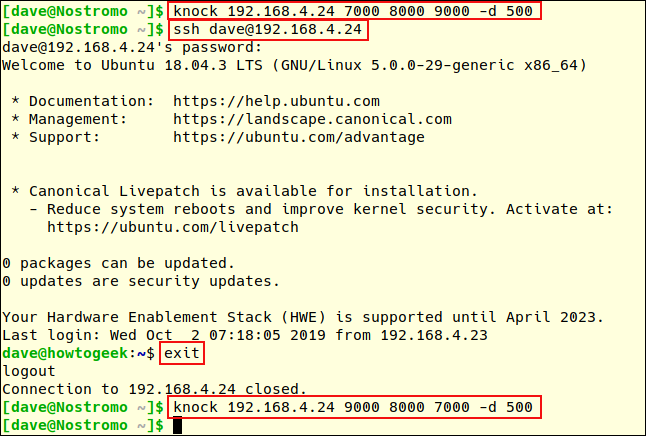 [dave@Nostromo ~]$ knock 192.168.4.24 7000 8000 9000 -d 500
[dave@Nostromo ~]$ ssh dave@192.168.4.24
dave@192.168.4.24's password:
Welcome to Ubuntu 18.04.3 LTS (GNU/Linux 5.0.0-29-generic x86_64)
* Documentation:  https://help.ubuntu.com
* Management:     https://landscape.canonical.com
* Support:        https://ubuntu.com/advantage
* Canonical Livepatch is available for installation.
- Reduce system reboots and improve kernel security. Activate at:
https://ubuntu.com/livepatch
0 packages can be updated.
0 updates are security updates.
Your Hardware Enablement Stack (HWE) is supported until April 2023.
Last login: Wed Oct  2 07:18:05 2019 from 192.168.4.23
dave@howtogeek:~$ exit
logout
Connection to 192.168.4.24 closed.
[dave@Nostromo ~]$ knock 192.168.4.24 9000 8000 7000 -d 500
[dave@Nostromo ~]$